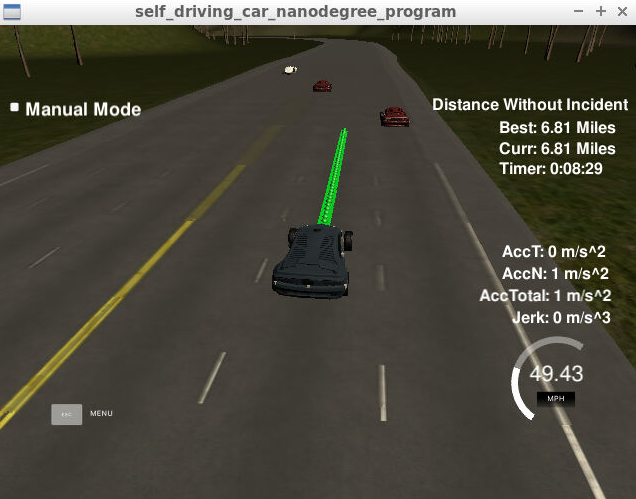 self_driving_car_nanodegree_program
Manual Mode
Distance Without Incident
Best: 6.81 Miles
Curr: 6.81 Miles
Timer: 0:08:29
AccT: 0 m/s^2
AccN: 1 m/s^2
AccTotal: 1 m/s^2
Jerk: 0 m/s^3
49.43
MPH
ESC MENU